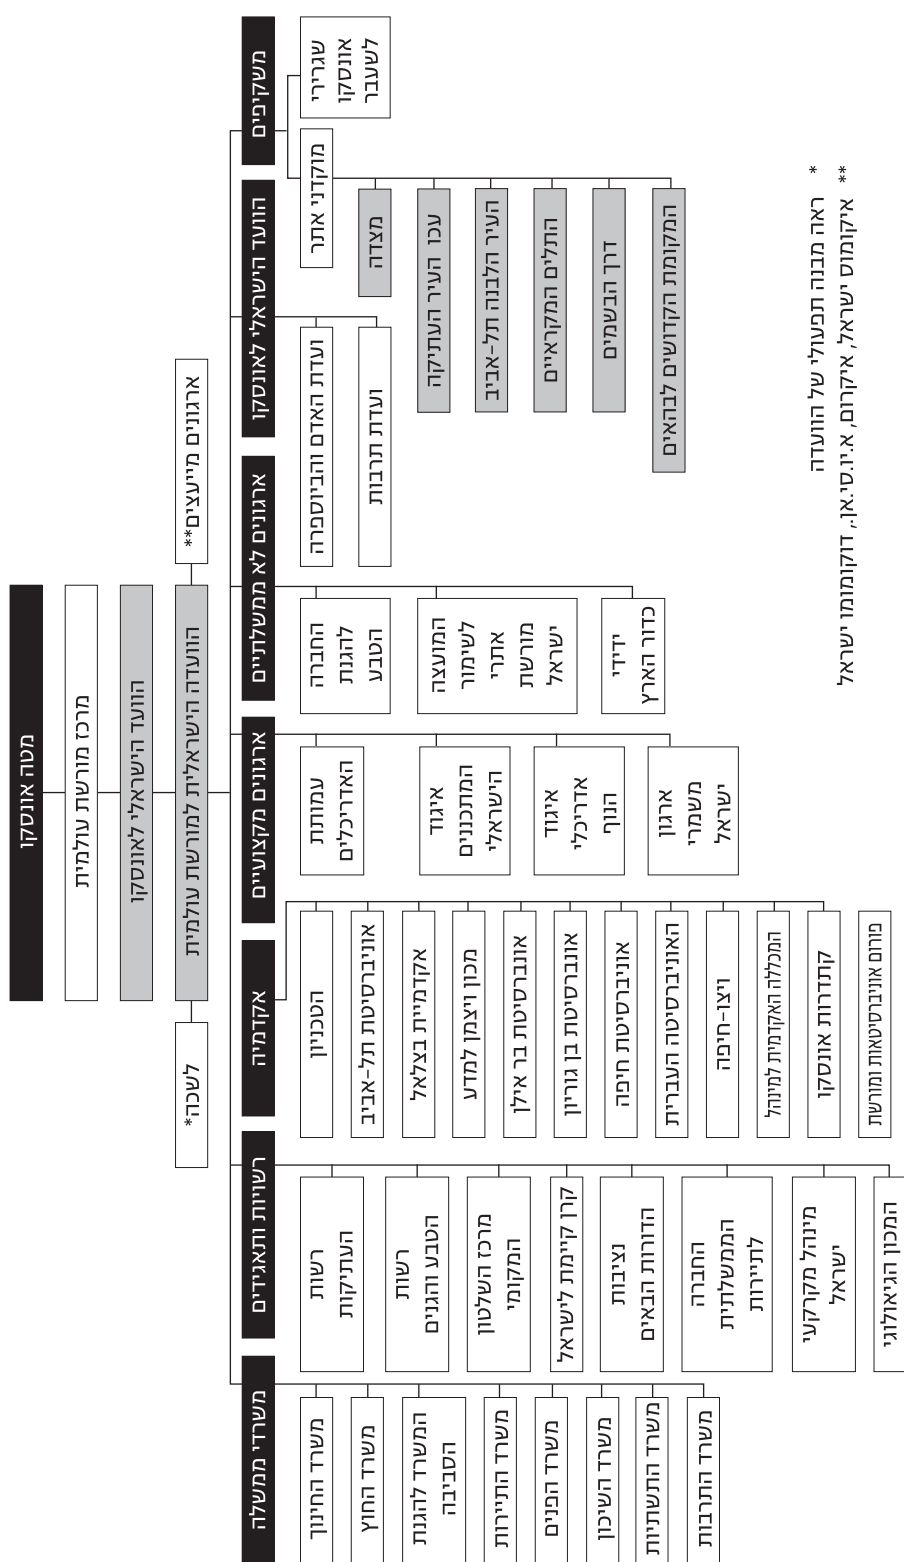 מטה אונסקו
מרכז מורשת עולמית
הוועד הישראלי לאונסקו
הוועדה הישראלית למורשת עולמית
ארגונים מייעצים**
לשכה*
משקיפים
שגרירי
אונסקו
לשעבר
מוקדני אתר
מצדה
עכו העיר העתיקה
העיר הלבנה תל-אביב
התלים המקראיים
דרך הבשמים
המקומות הקדושים לבהאים
הוועד הישראלי לאונסקו
ועדת האדם והביוספרה
ועדת תרבות
ארגונים לא ממשלתיים
החברה
להגנת
הטבע
המועצה
לשימור
אתרי
מורשת
ישראל
ידידי
כדור הארץ
ארגונים מקצועיים
עמותת
האדריכלים
איגוד
המתכננים
הישראלי
איגוד
אדריכלי
הנוף
ארגון
משמרי
ישראל
אקדמיה
הטכניון
אוניברסיטת תל-אביב
אקדמיית בצלאל
מכון ויצמן למדע
אונברסיטת בר אילן
אונברסיטת בן גוריון
אוניברסיטת חיפה
האוניברסיטה העברית
ויצו-חיפה
המכללה האקדמית למינהל
קתדרות אונסקו
פורום אוניברסיטאות ומורשת
רשויות ותאגידים
רשות
העתיקות
רשות
הטבע והגנים
מרכז השלטון
המקומי
קרן קיימת לישראל
נציבות
הדורות הבאים
החברה
הממשלתית
לתיירות
מינהל מקרקעי
ישראל
המכון הגיאולוגי
משרדי ממשלה
משרד החינוך
משרד החוץ
המשרד להגנת
הסביבה
משרד התיירות
משרד הפנים
משרד השיכון
משרד התשתיות
משרד התרבות
* ראה מבנה תפעולי של הוועדה
** איקומוס ישראל, איקרום, א.יו.סי.אן., דוקומומו ישראל